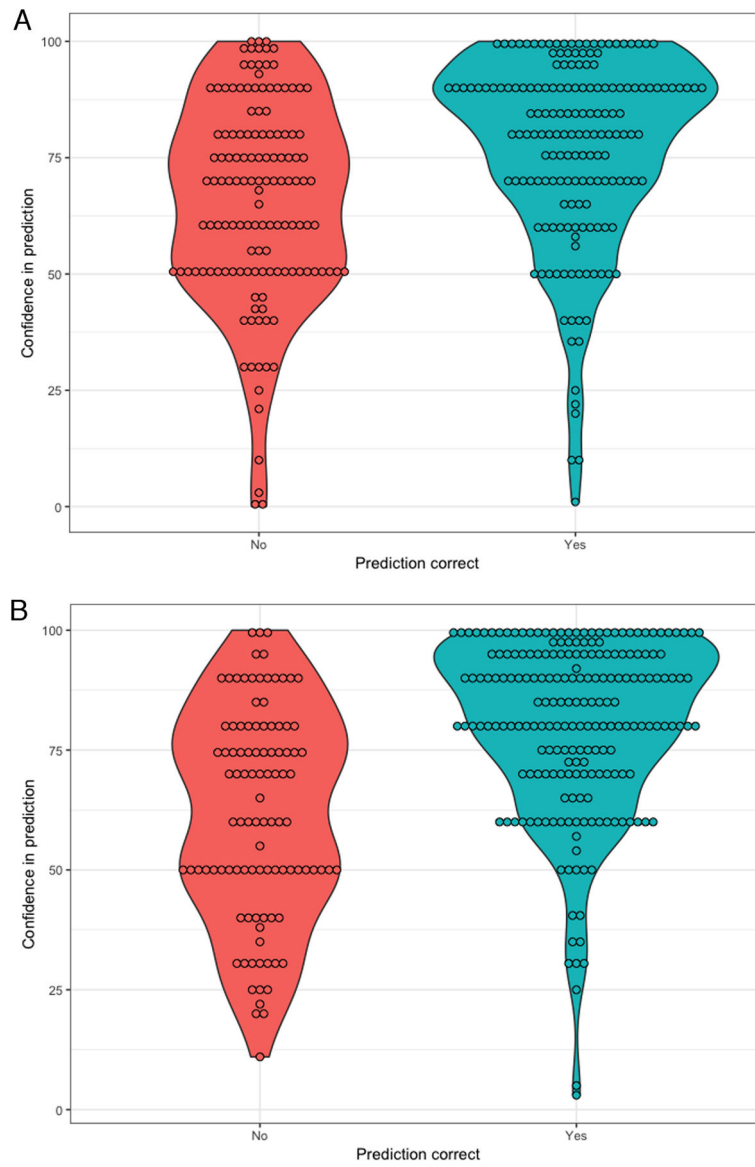 A
100
75
50
25
0
Confidence in prediction
No
Yes
Prediction correct
B
100
75
50
25
0
Confidence in prediction
No
Yes
Prediction correct